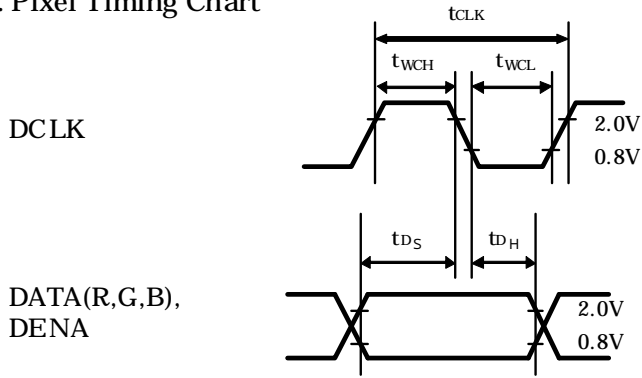 . Pixel Timing Chart
tCLK
tWCH tWCL
DCLK
2.0V
0.8V
tDS tDH
DATA(R,G,B),
DENA
2.0V
0.8V